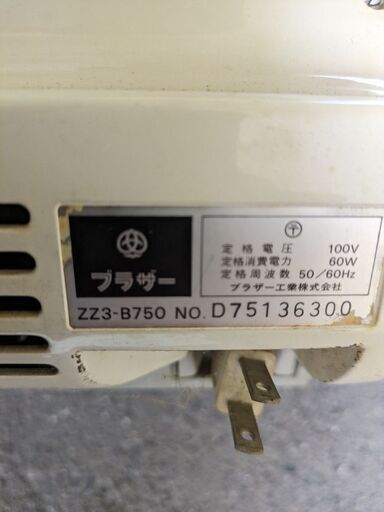 ブラザー
定格電圧 100V
定格消費電力 60W
定格周波数 50/60Hz
ブラザー工業株式会社
ZZ3-B750 NO. D75136300